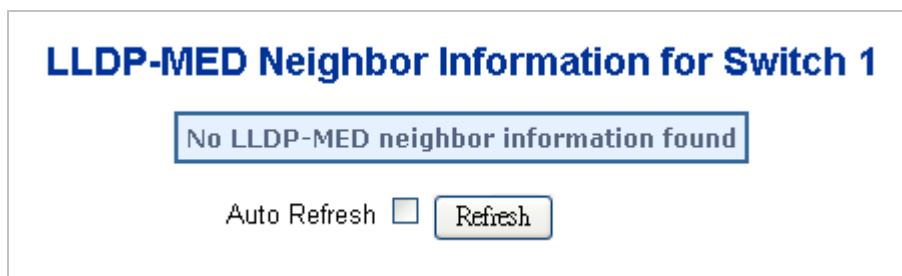 LLDP-MED Neighbor Information for Switch 1
No LLDP-MED neighbor information found
Auto Refresh Refresh